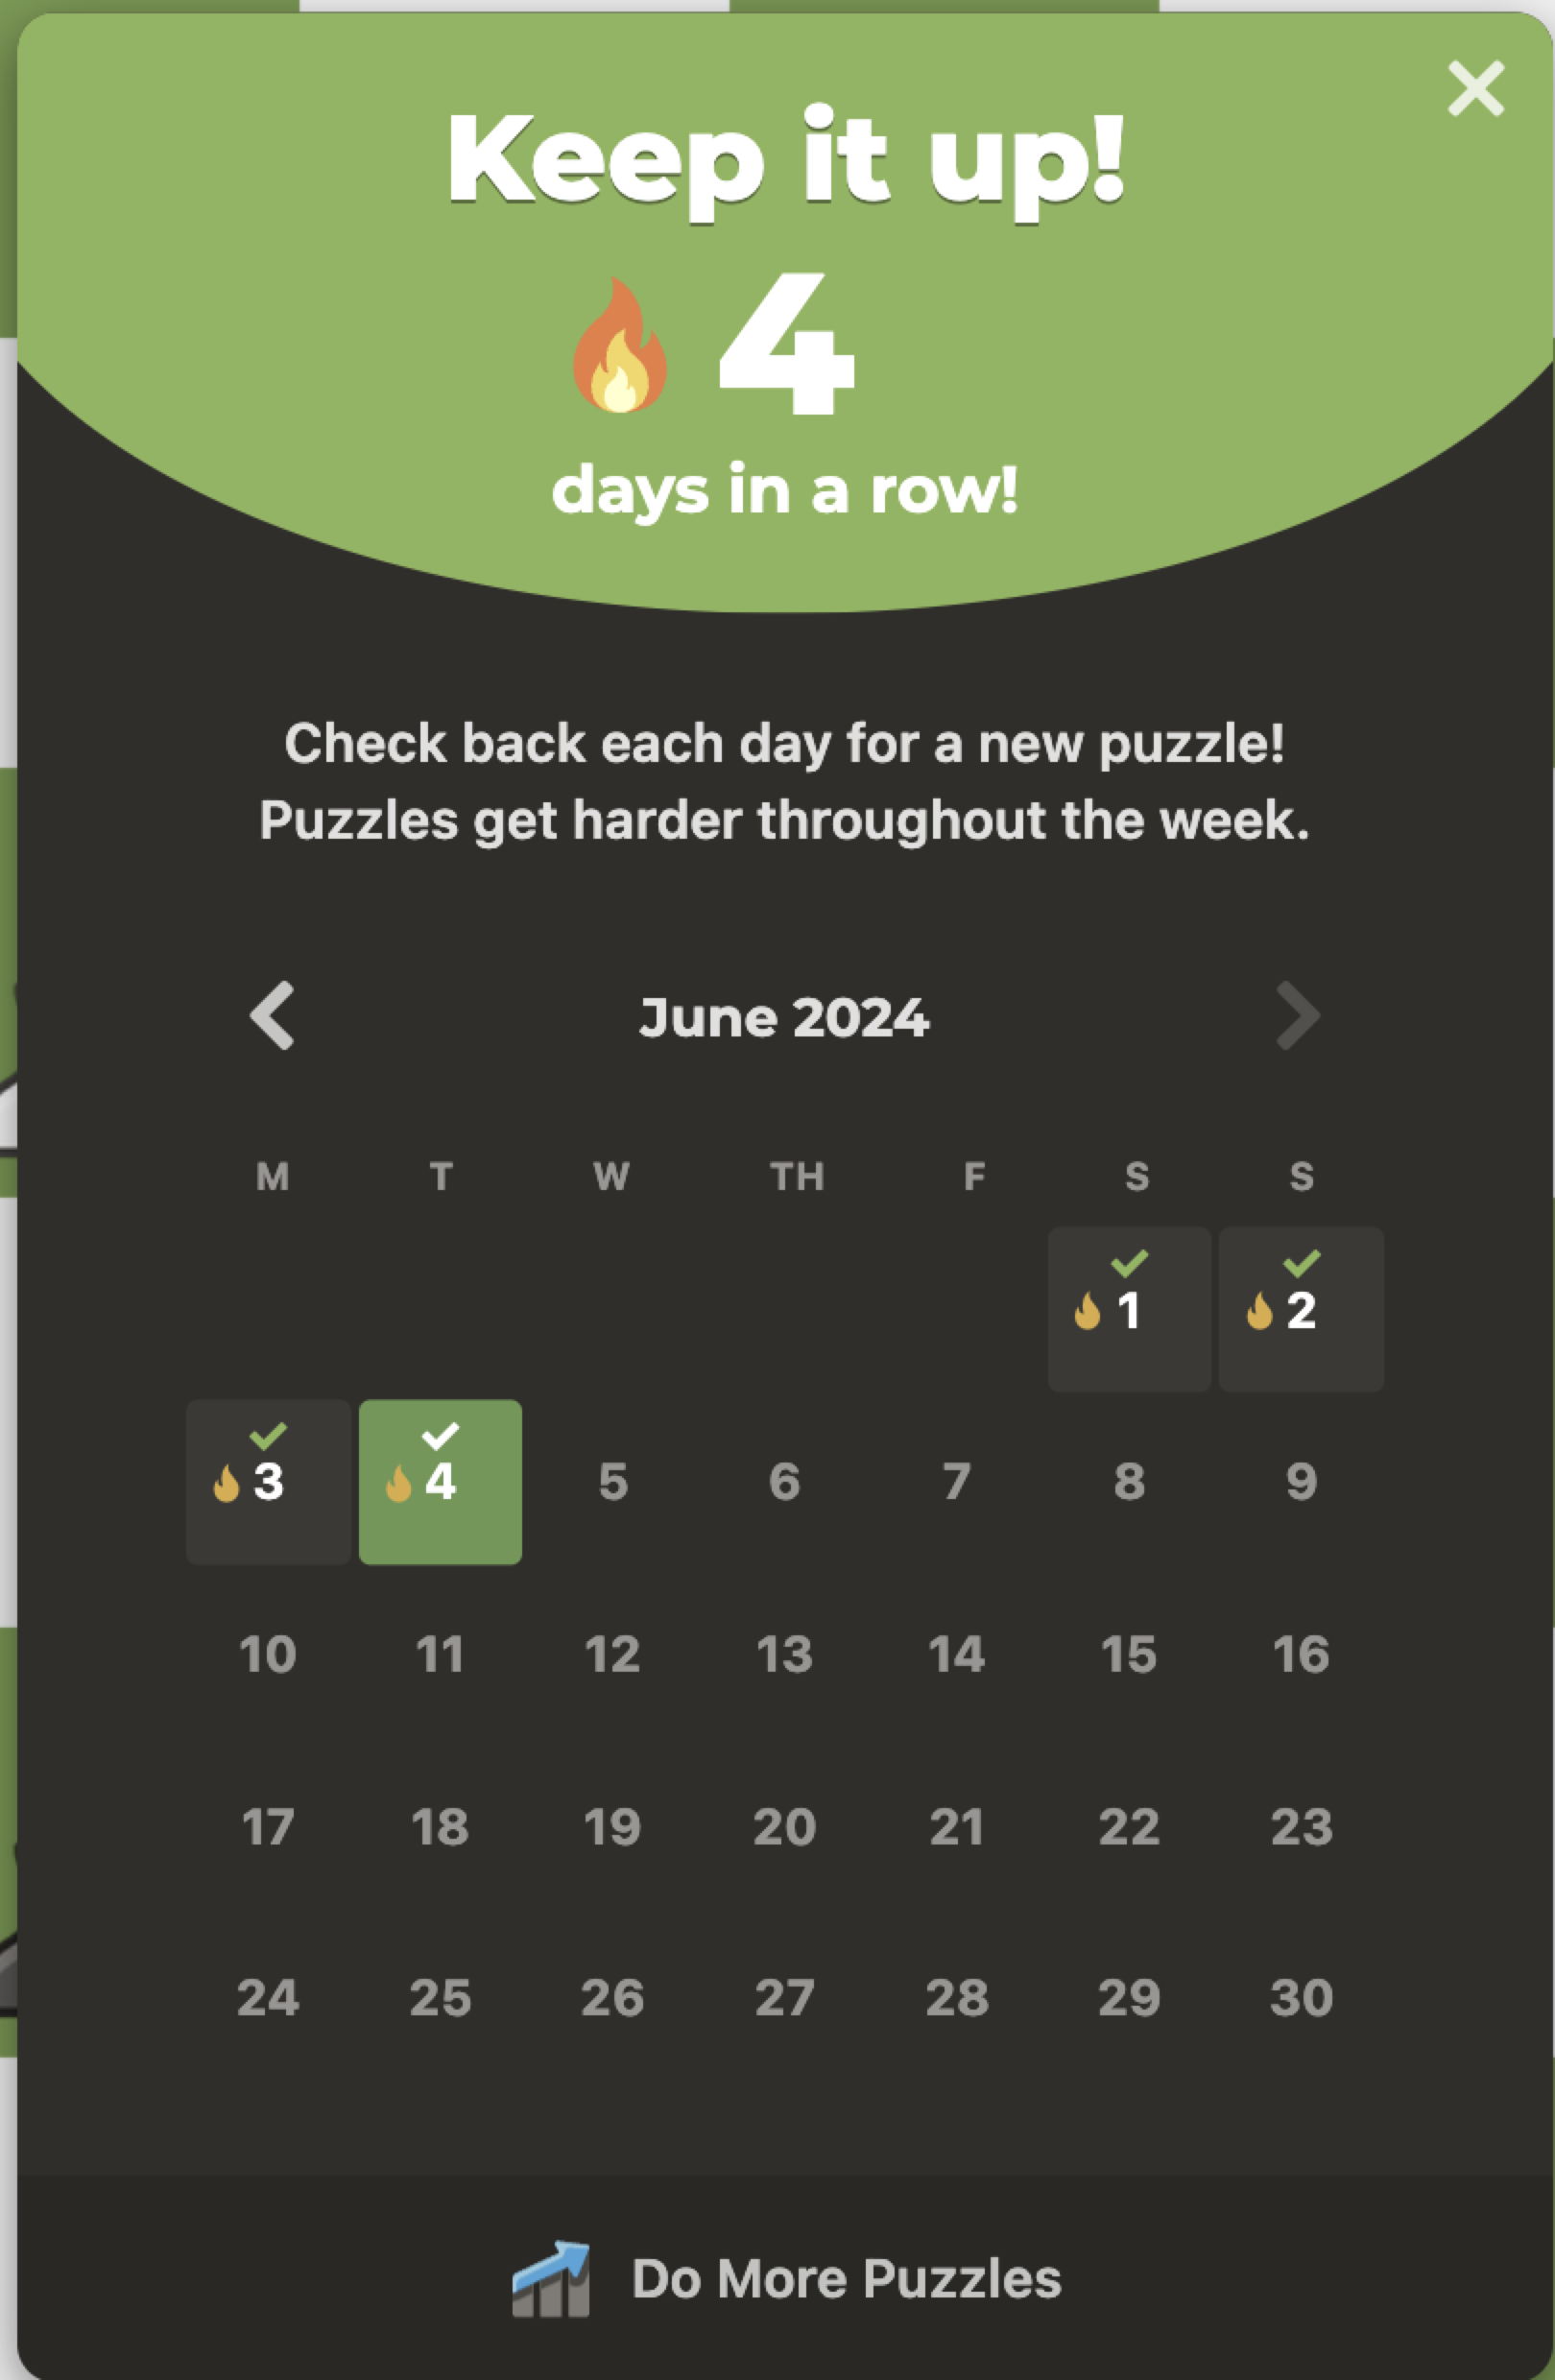 Keep it up!
4
days in a row!
Check back each day for a new puzzle!
Puzzles get harder throughout the week.
June 2024
M T W TH F S S
1 2
3 4 5 6 7 8 9
10 11 12 13 14 15 16
17 18 19 20 21 22 23
24 25 26 27 28 29 30
Do More Puzzles